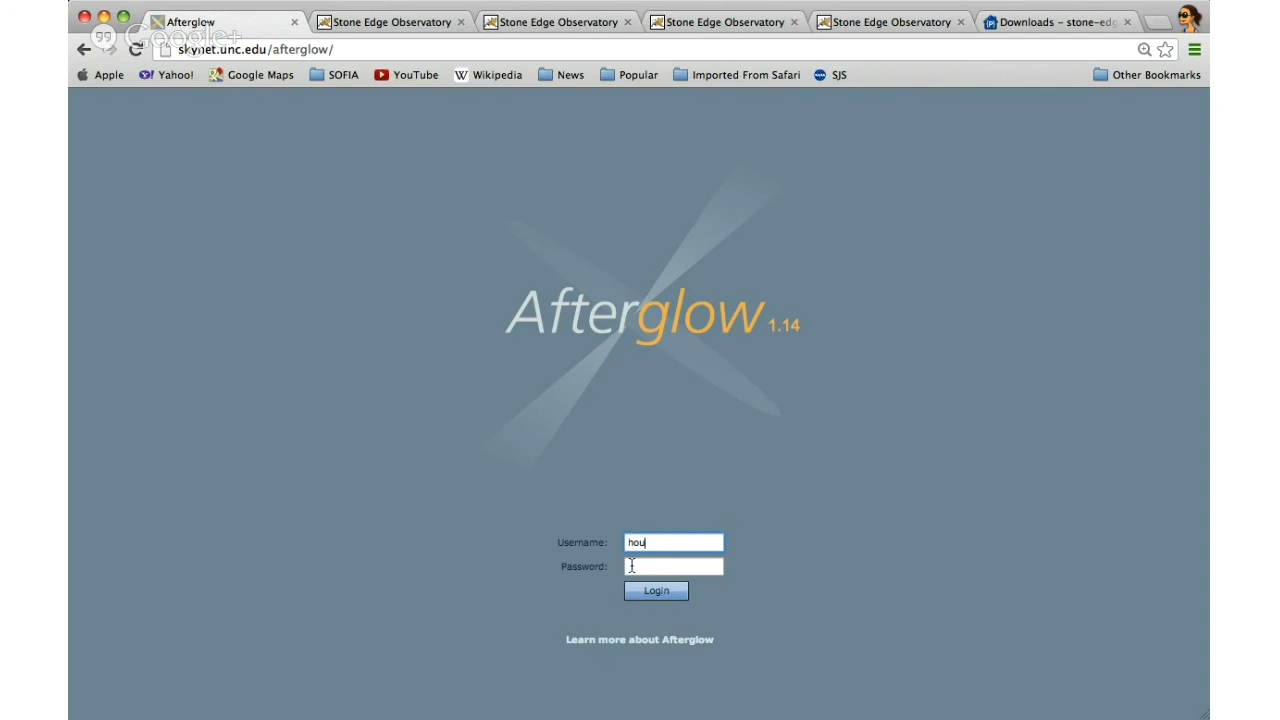 Afterglow
Stone Edge Observatory
Stone Edge Observatory
Stone Edge Observatory
Stone Edge Observatory
Downloads – stone-edg
Google+
skynet.unc.edu/afterglow/
Apple
Yahoo!
Google Maps
SOFIA
YouTube
W Wikipedia
News
Popular
Imported From Safari
SJS
Other Bookmarks
Afterglow 1.14
Username: hou
Password:
Login
Learn more about Afterglow